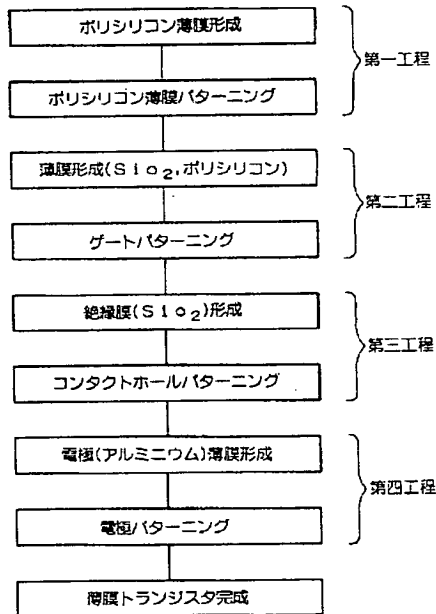 ポリシリコン薄膜形成
第一工程
ポリシリコン薄膜パターニング
薄膜形成(SiO2,ポリシリコン)
第二工程
ゲートパターニング
絶縁膜(SiO2)形成
第三工程
コンタクトホールパターニング
電極(アルミニウム)薄膜形成
第四工程
電極パターニング
薄膜トランジスタ完成